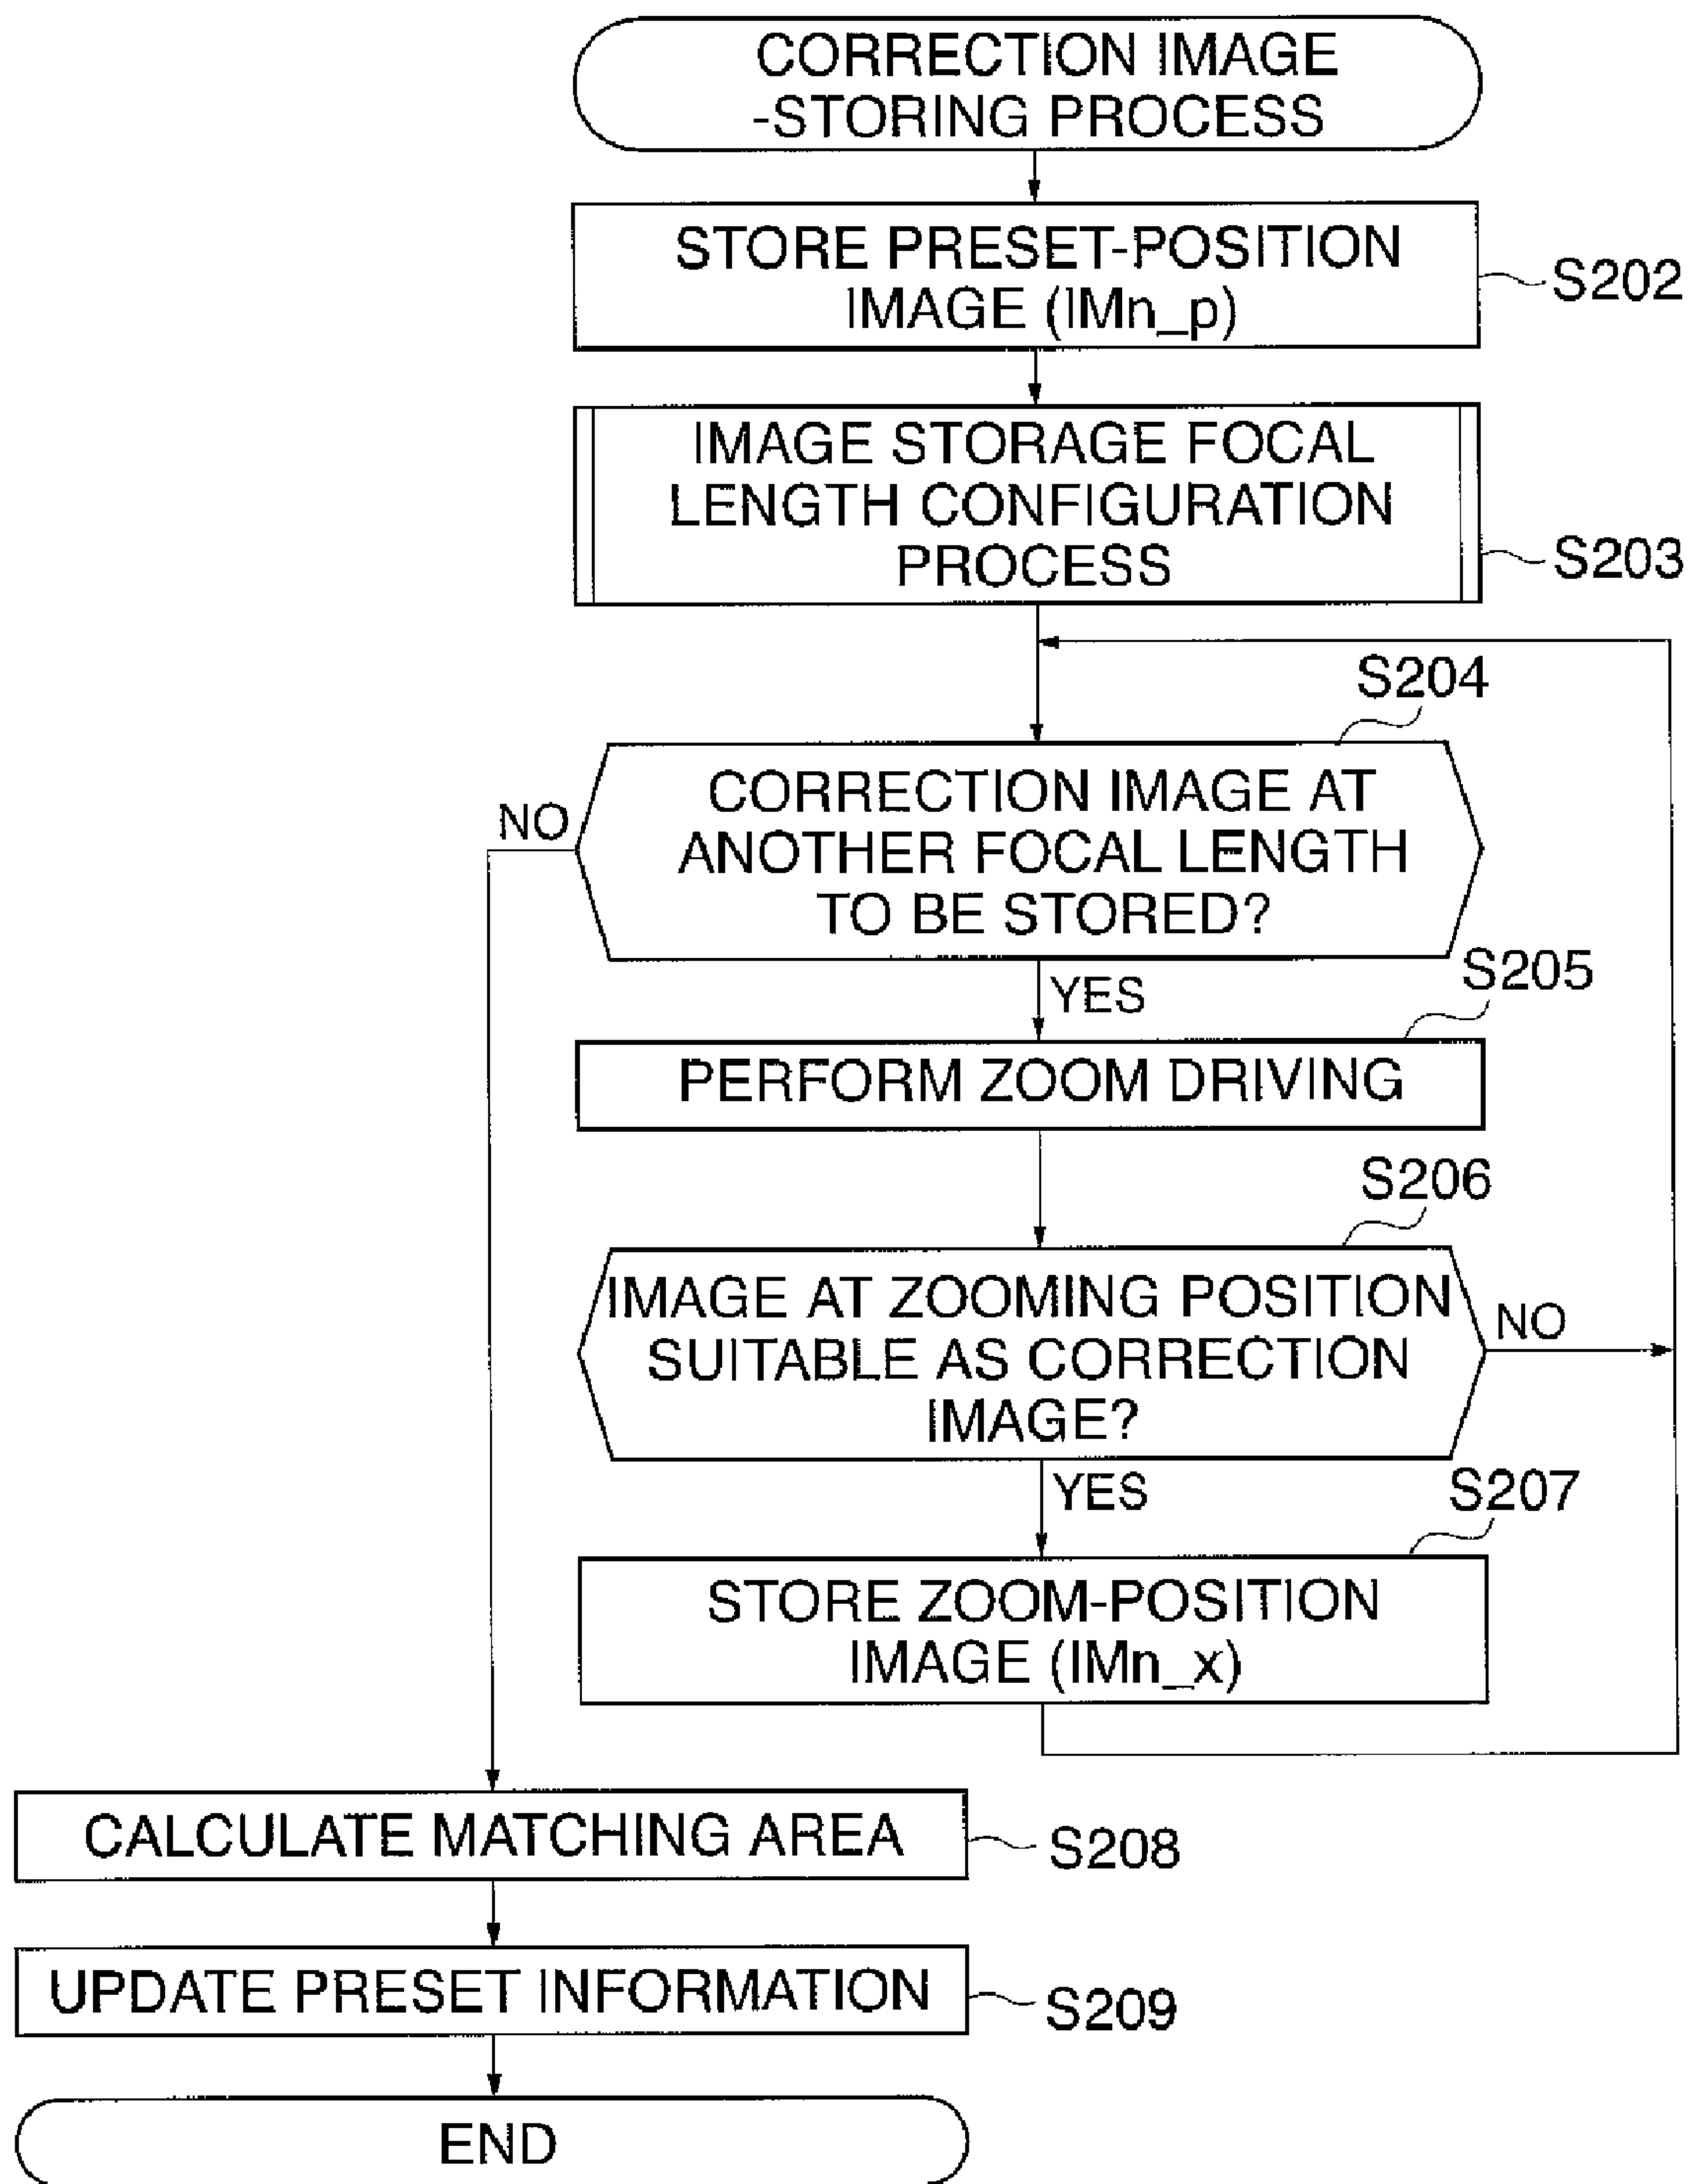 CORRECTION IMAGE
-STORING PROCESS
STORE PRESET-POSITION
IMAGE (IMn_p)
S202
IMAGE STORAGE FOCAL
LENGTH CONFIGURATION
PROCESS
S203
S204
CORRECTION IMAGE AT
ANOTHER FOCAL LENGTH
TO BE STORED?
NO
YES
S205
PERFORM ZOOM DRIVING
S206
IMAGE AT ZOOMING POSITION
SUITABLE AS CORRECTION
IMAGE?
NO
YES
S207
STORE ZOOM-POSITION
IMAGE (IMn_x)
CALCULATE MATCHING AREA
S208
UPDATE PRESET INFORMATION
S209
END